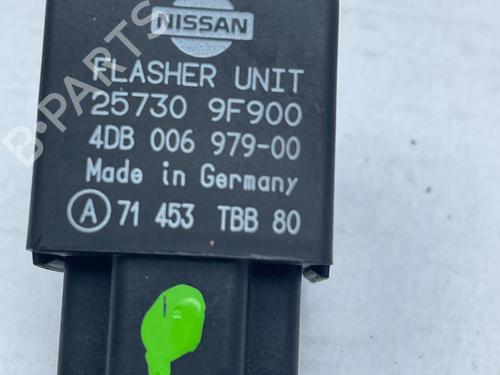 NISSAN
FLASHER UNIT
25730 9F900
4DB 006 979-00
Made in Germany
A 71 453 TBB 80
B-PARTS